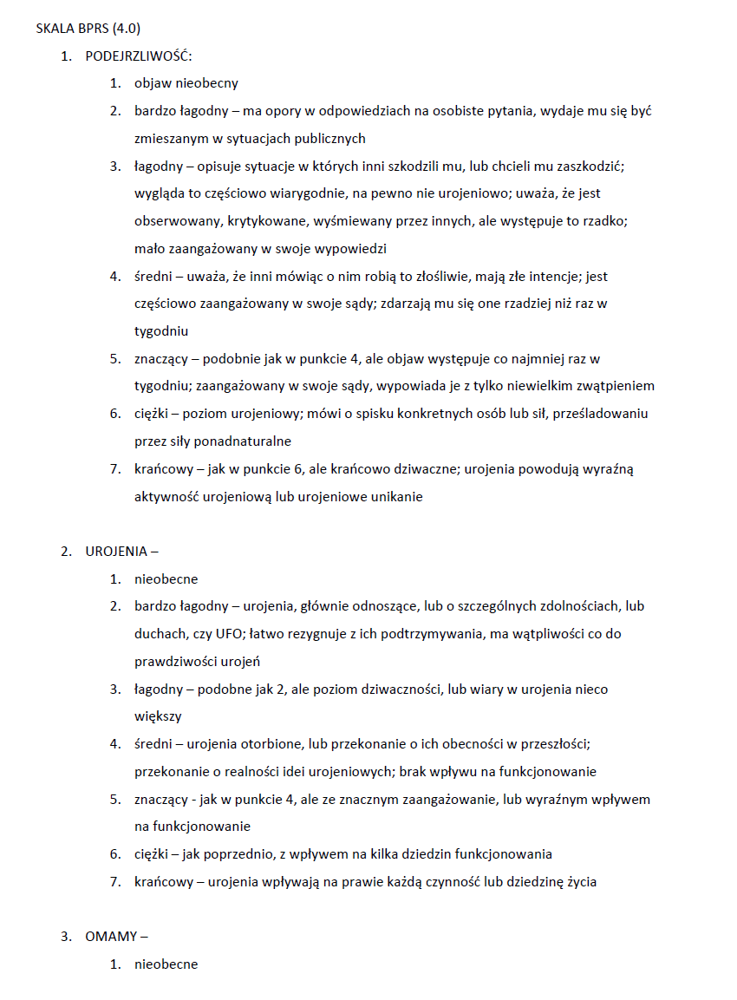 SKALA BPRS (4.0)
1. PODEJRZLIWOŚĆ:
1. objaw nieobecny
2. bardzo łagodny – ma opory w odpowiedziach na osobiste pytania, wydaje mu się być
zmieszanym w sytuacjach publicznych
3. łagodny – opisuje sytuacje w których inni szkodzili mu, lub chcieli mu zaszkodzić;
wygląda to częściowo wiarygodnie, na pewno nie urojeniowo; uważa, że jest
obserwowany, krytykowane, wyśmiewany przez innych, ale występuje to rzadko;
mało zaangażowany w swoje wypowiedzi
4. średni – uważa, że inni mówiąc o nim robią to złośliwie, mają złe intencje; jest
częściowo zaangażowany w swoje sądy; zdarzają mu się one rzadziej niż raz w
tygodniu
5. znaczący – podobnie jak w punkcie 4, ale objaw występuje co najmniej raz w
tygodniu; zaangażowany w swoje sądy, wypowiada je z tylko niewielkim zwątpieniem
6. ciężki – poziom urojeniowy; mówi o spisku konkretnych osób lub sił, prześladowaniu
przez siły ponadnaturalne
7. krańcowy – jak w punkcie 6, ale krańcowo dziwaczne; urojenia powodują wyraźną
aktywność urojeniową lub urojeniowe unikanie
2. UROJENIA –
1. nieobecne
2. bardzo łagodny – urojenia, głównie odnoszące, lub o szczególnych zdolnościach, lub
duchach, czy UFO; łatwo rezygnuje z ich podtrzymywania, ma wątpliwości co do
prawdziwości urojeń
3. łagodny – podobne jak 2, ale poziom dziwaczności, lub wiary w urojenia nieco
większy
4. średni – urojenia otorbione, lub przekonanie o ich obecności w przeszłości;
przekonanie o realności idei urojeniowych; brak wpływu na funkcjonowanie
5. znaczący - jak w punkcie 4, ale ze znacznym zaangażowanie, lub wyraźnym wpływem
na funkcjonowanie
6. ciężki – jak poprzednio, z wpływem na kilka dziedzin funkcjonowania
7. krańcowy – urojenia wpływają na prawie każdą czynność lub dziedzinę życia
3. OMAMY –
1. nieobecne